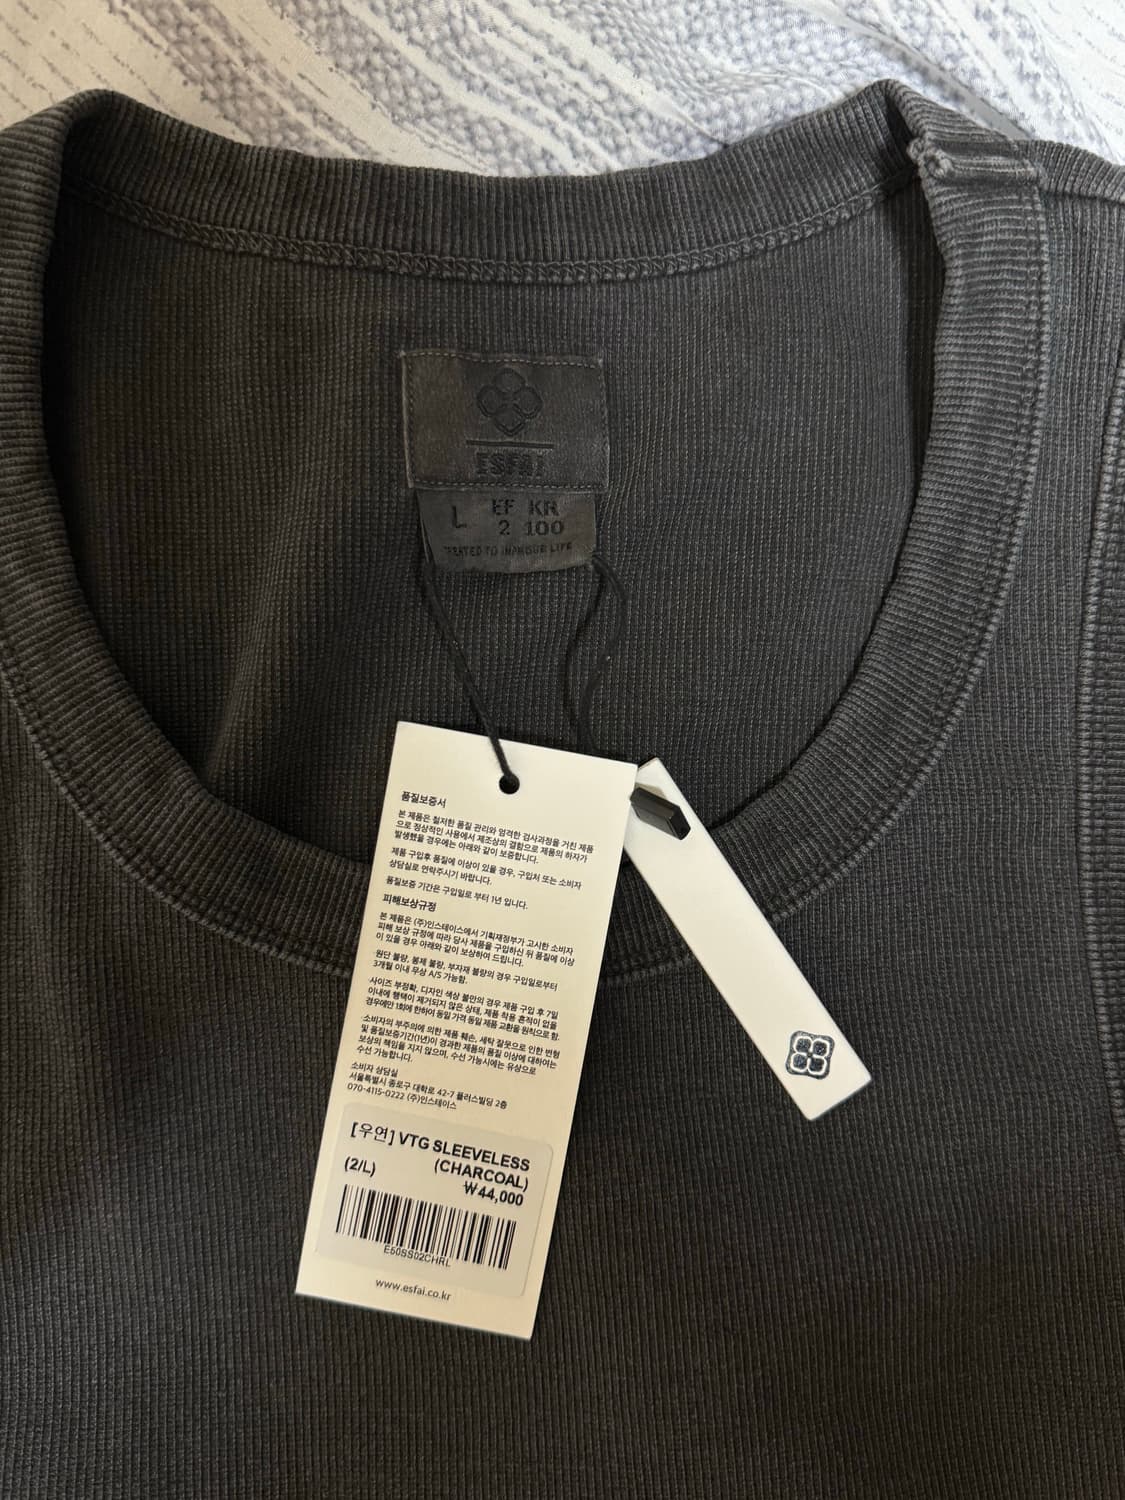 ESFAI
L EF KR
2 100
품질보증서
본 제품은 철저한 품질 관리와 엄격한 검사과정을 거친 제품
으로 정상적인 사용에서 제조상의 결함으로 제품의 하자가
발생했을 경우에는 아래와 같이 보증합니다.
제품 구입후 품질에 이상이 있을 경우, 구입처 또는 소비자
상담실로 연락주시기 바랍니다.
품질보증 기간은 구입일로 부터 1년 입니다.
피해보상규정
본 제품은 (주)인스테이스에서 기획재정부가 고시한 소비자
피해 보상 규정에 따라 당사 제품을 구입하신 뒤 품질에 이상
이 있을 경우 아래와 같이 보상하여 드립니다.
·원단 불량, 봉제 불량, 부자재 불량의 경우 구입일로부터
3개월 이내 무상 A/S 가능함.
·사이즈 부정확, 디자인 색상 불만의 경우 제품 구입 후 7일
이내에 행택이 제거되지 않은 상태, 제품 착용 흔적이 없을
경우에만 1회에 한하여 동일 가격 동일 제품 교환을 원칙으로 함.
·소비자의 부주의에 의한 제품 훼손, 세탁 잘못으로 인한 변형
및 품질보증기간(1년)이 경과한 제품의 품질 이상에 대하여는
보상의 책임을 지지 않으며, 수선 가능시에는 유상으로
수선 가능합니다.
소비자 상담실
서울특별시 종로구 대학로 42-7 플러스빌딩 2층
070-4115-0222 (주)인스테이스
[우연] VTG SLEEVELESS
(2/L) (CHARCOAL)
₩44,000
E50SS02CHRL
www.esfai.co.kr